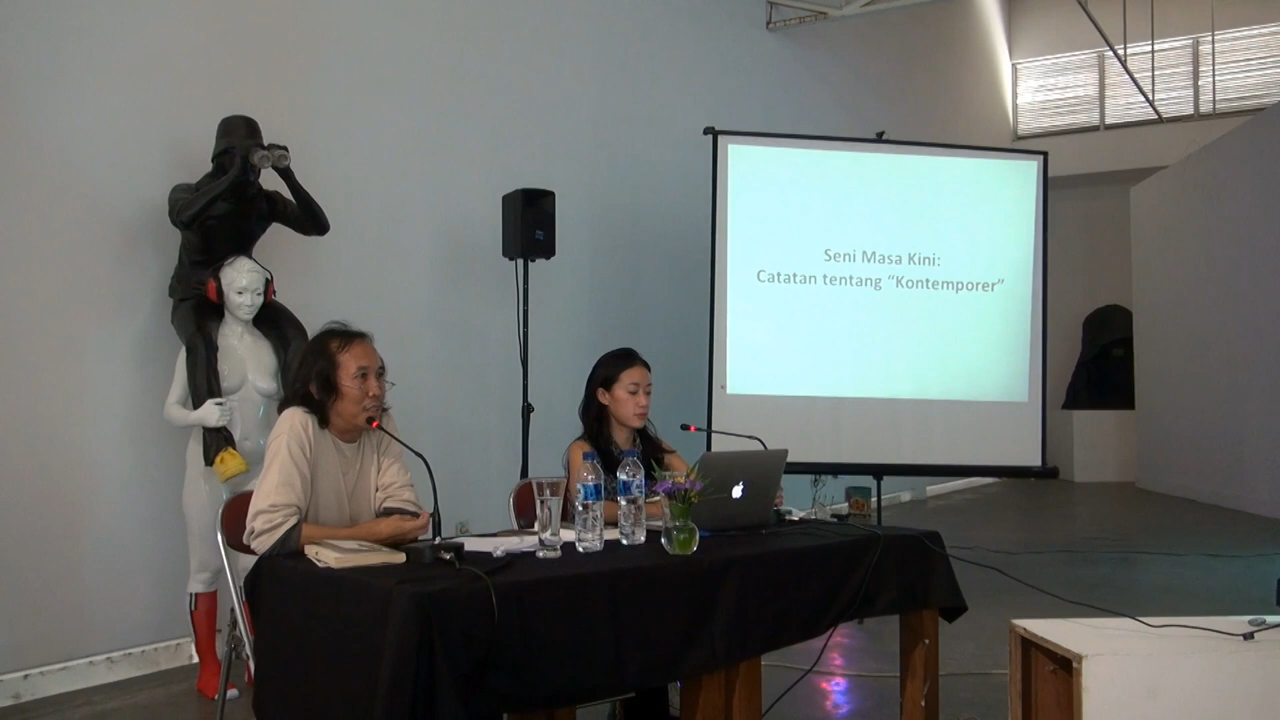 Seni Masa Kini:
Catatan tentang “Kontemporer”